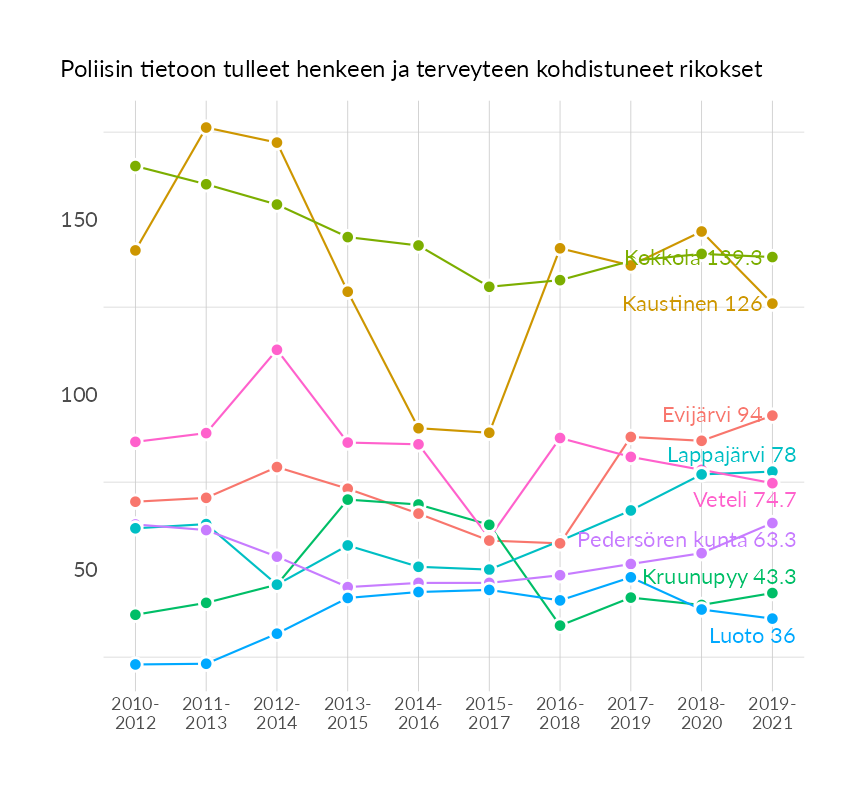 Poliisin tietoon tulleet henkeen ja terveyteen kohdistuneet rikokset
150
100
50
Kokkola 139.3
Kaustinen 126
Evijärvi 94
Lappajärvi 78
Veteli 74.7
Pedersören kunta 63.3
Kruunupyy 43.3
Luoto 36
2010-
2012
2011-
2013
2012-
2014
2013-
2015
2014-
2016
2015-
2017
2016-
2018
2017-
2019
2018-
2020
2019-
2021